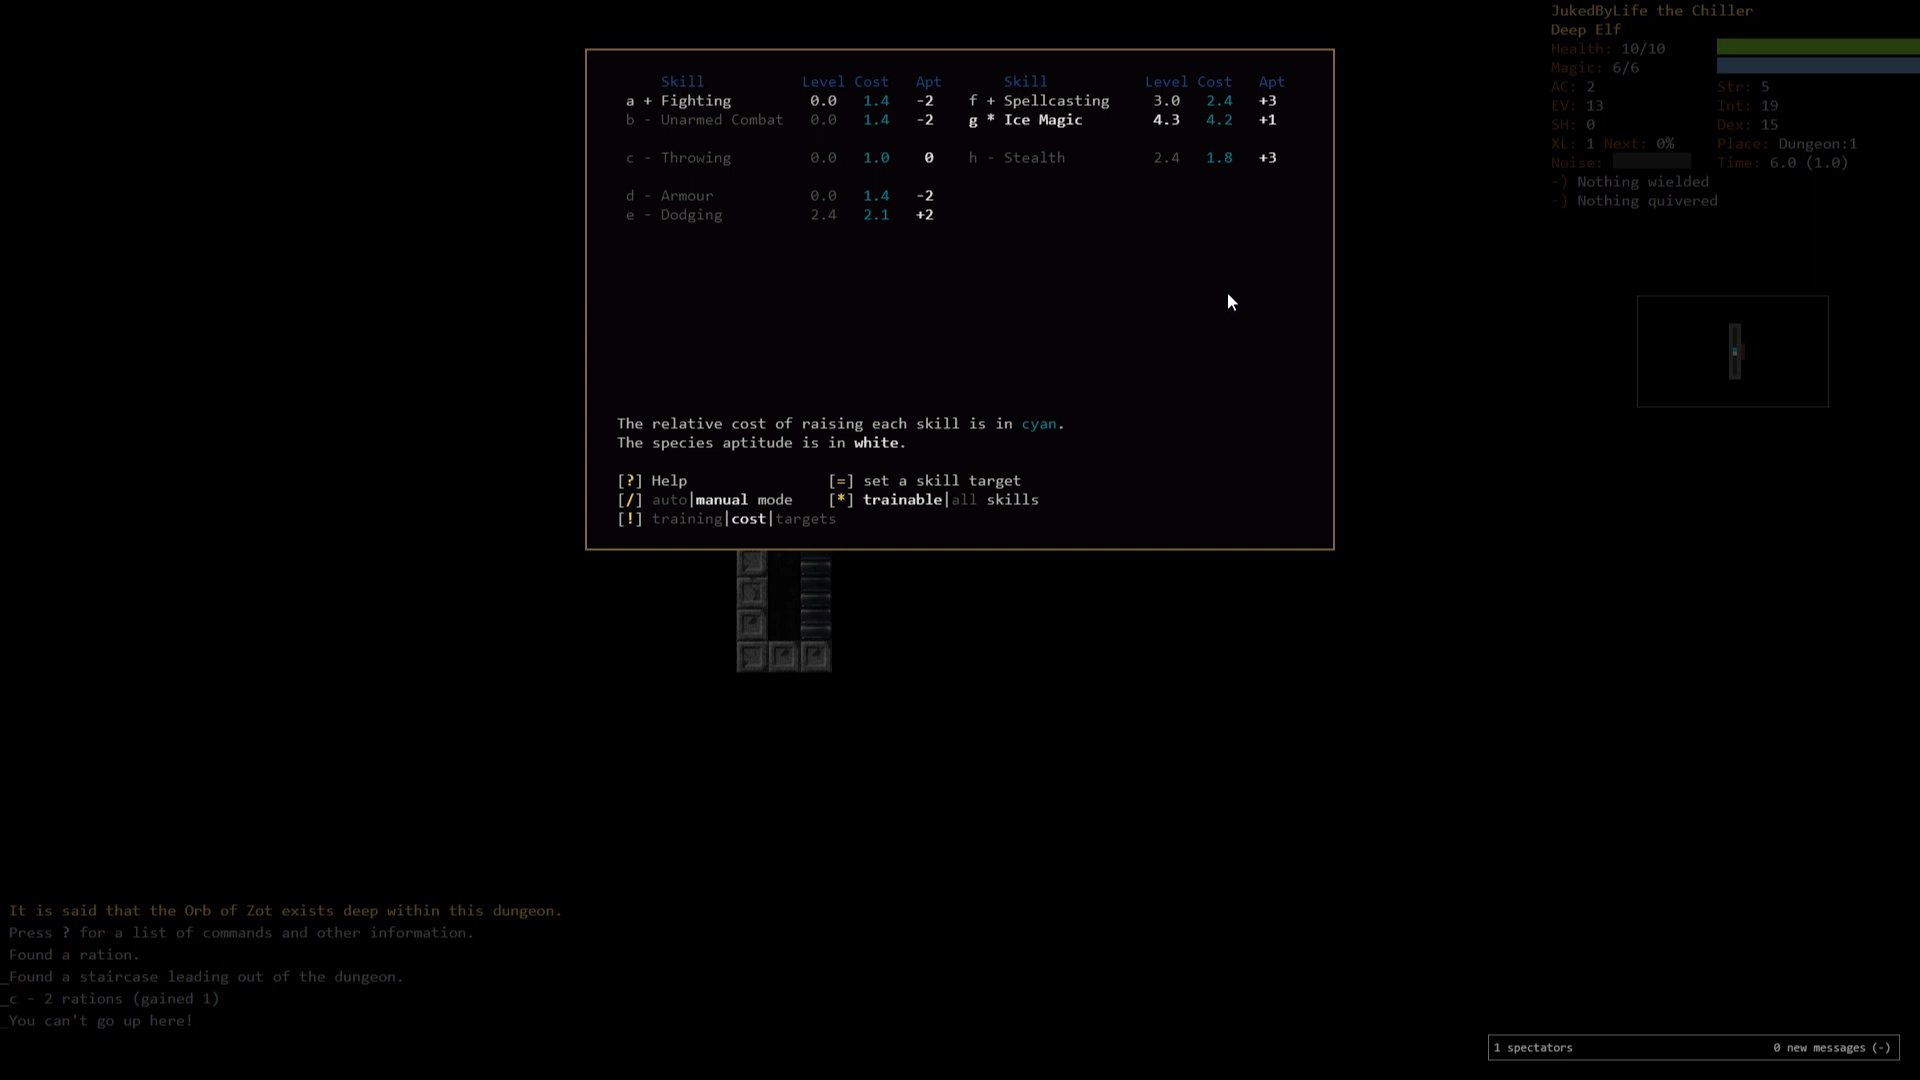 JukedByLife the Chiller
Deep Elf
Health: 10/10
Magic: 6/6
AC: 2 Str: 5
EV: 13 Int: 19
SH: 0 Dex: 15
XL: 1 Next: 0% Place: Dungeon:1
Noise: Time: 6.0 (1.0)
-) Nothing wielded
-) Nothing quivered
Skill Level Cost Apt Skill Level Cost Apt
a + Fighting 0.0 1.4 -2 f + Spellcasting 3.0 2.4 +3
b - Unarmed Combat 0.0 1.4 -2 g * Ice Magic 4.3 4.2 +1
c - Throwing 0.0 1.0 0 h - Stealth 2.4 1.8 +3
d - Armour 0.0 1.4 -2
e - Dodging 2.4 2.1 +2
The relative cost of raising each skill is in cyan.
The species aptitude is in white.
[?] Help [=] set a skill target
[/] auto|manual mode [*] trainable|all skills
[!] training|cost|targets
It is said that the Orb of Zot exists deep within this dungeon.
Press ? for a list of commands and other information.
Found a ration.
_Found a staircase leading out of the dungeon.
_c - 2 rations (gained 1)
_You can't go up here!
1 spectators 0 new messages (-)